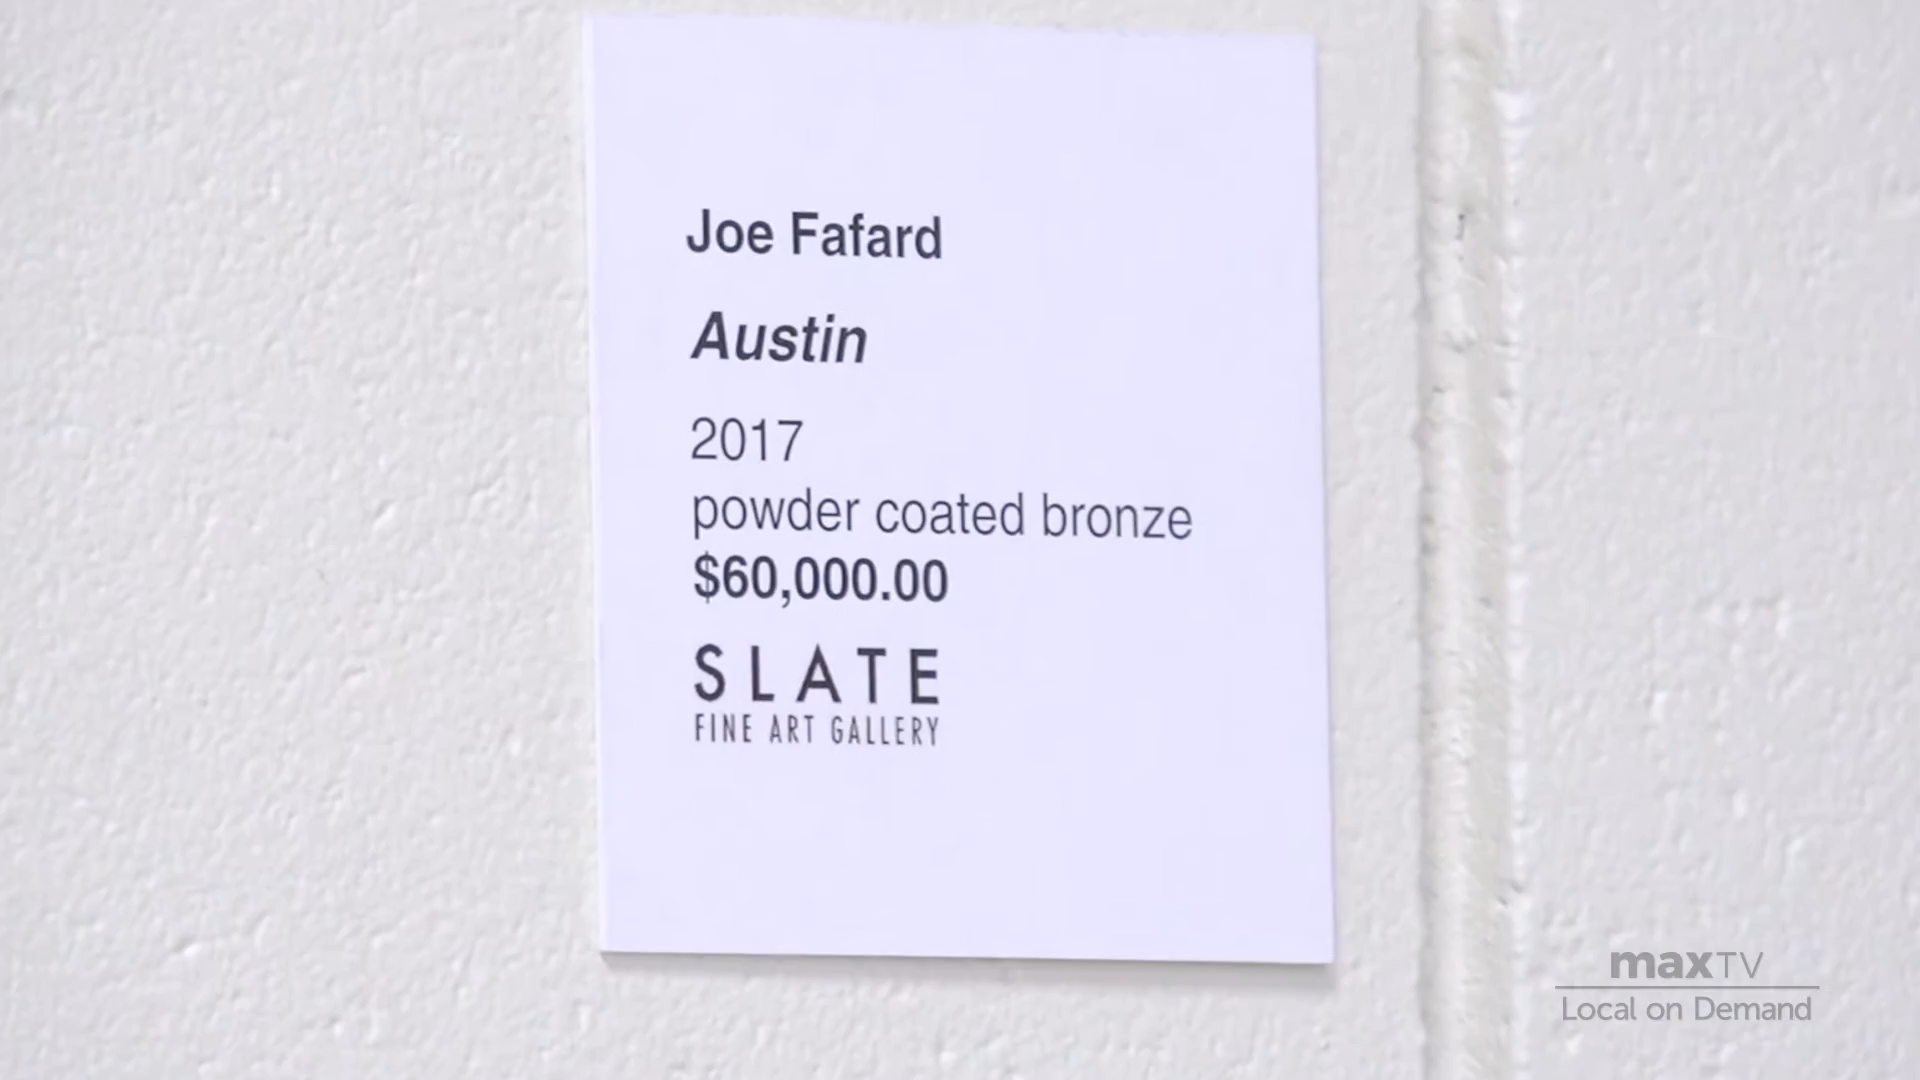 Joe Fafard
Austin
2017
powder coated bronze
$60,000.00
SLATE
FINE ART GALLERY
maxTV
Local on Demand